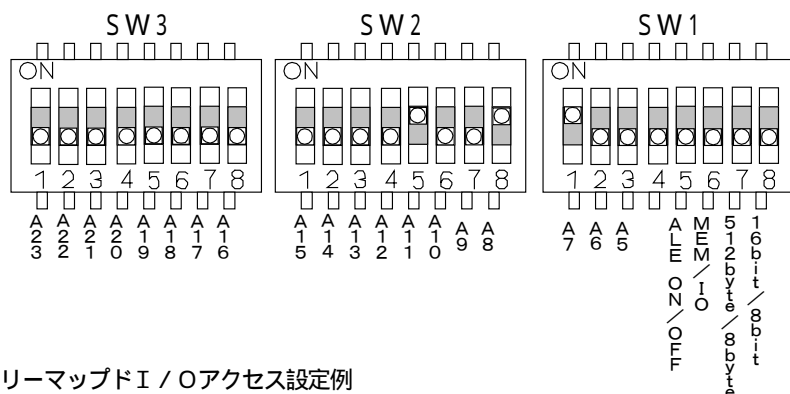 SW3 SW2 SW1
ON ON ON
1 2 3 4 5 6 7 8 1 2 3 4 5 6 7 8 1 2 3 4 5 6 7 8
A23 A22 A21 A20 A19 A18 A17 A16 A15 A14 A13 A12 A11 A10 A9 A8 A7 A6 A5 ALE ON/OFF MEM/IO 512byte/8byte 16bit/8bit
リーマップドI/Oアクセス設定例